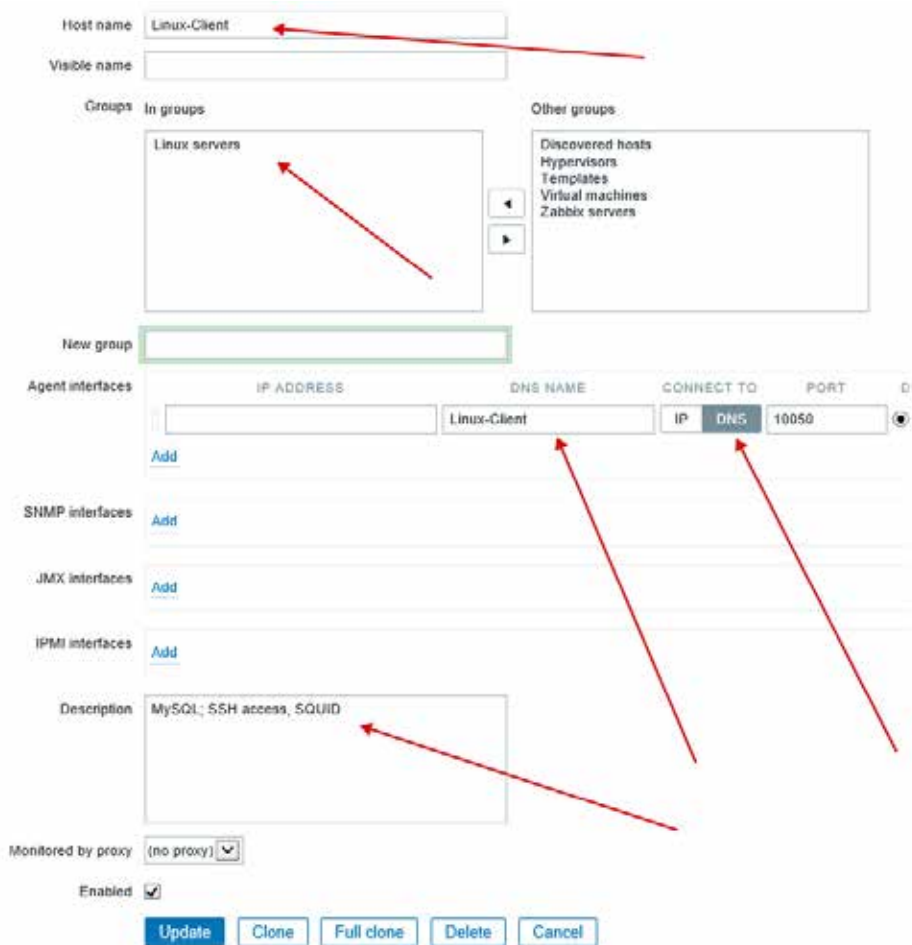 Host name Linux-Client
Visible name
Groups In groups Other groups
Linux servers
Discovered hosts
Hypervisors
Templates
Virtual machines
Zabbix servers
New group
Agent interfaces IP ADDRESS DNS NAME CONNECT TO PORT D
Linux-Client IP DNS 10050
Add
SNMP interfaces Add
JMX interfaces Add
IPMI interfaces Add
Description MySQL; SSH access, SQUID
Monitored by proxy (no proxy)
Enabled
Update Clone Full clone Delete Cancel